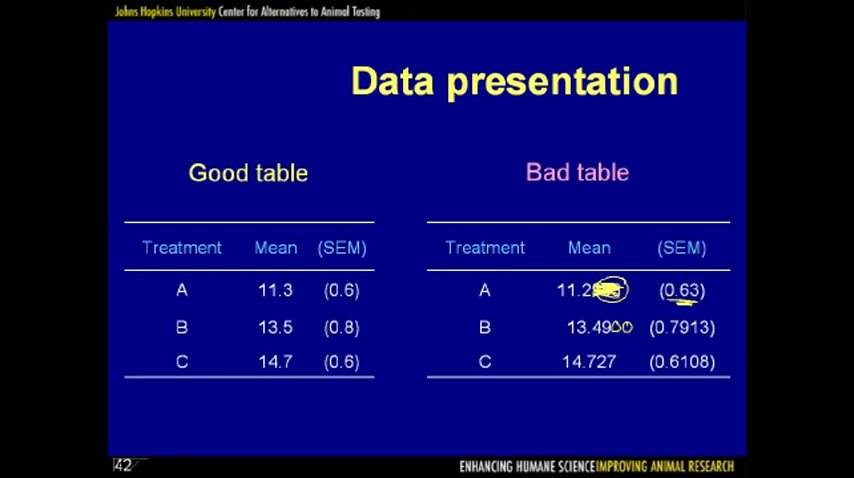 Johns Hopkins University Center for Alternatives to Animal Testing
Data presentation
Good table
Treatment Mean (SEM)
A 11.3 (0.6)
B 13.5 (0.8)
C 14.7 (0.6)
Bad table
Treatment Mean (SEM)
A 11.2 (0.63)
B 13.4900 (0.7913)
C 14.727 (0.6108)
42
ENHANCING HUMANE SCIENCE IMPROVING ANIMAL RESEARCH